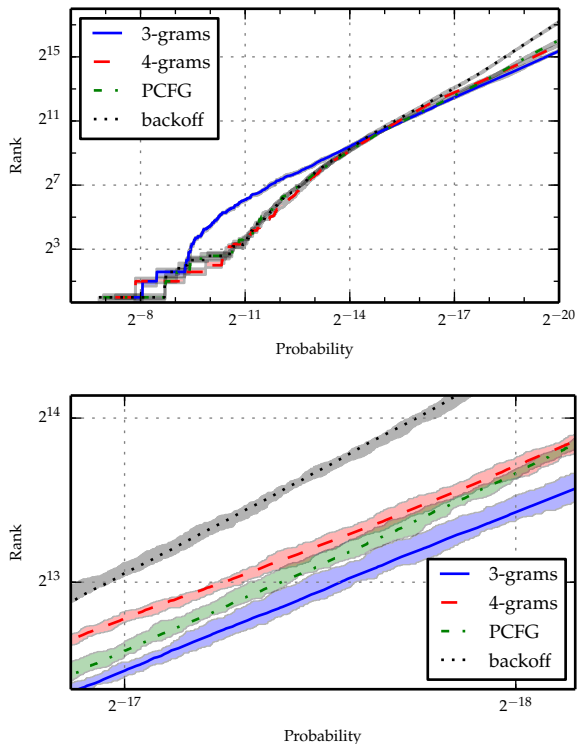 2^15
2^11
2^7
2^3
Rank
3-grams
4-grams
PCFG
backoff
2^−8
2^−11
2^−14
2^−17
2^−20
Probability
2^14
2^13
Rank
3-grams
4-grams
PCFG
backoff
2^−17
2^−18
Probability